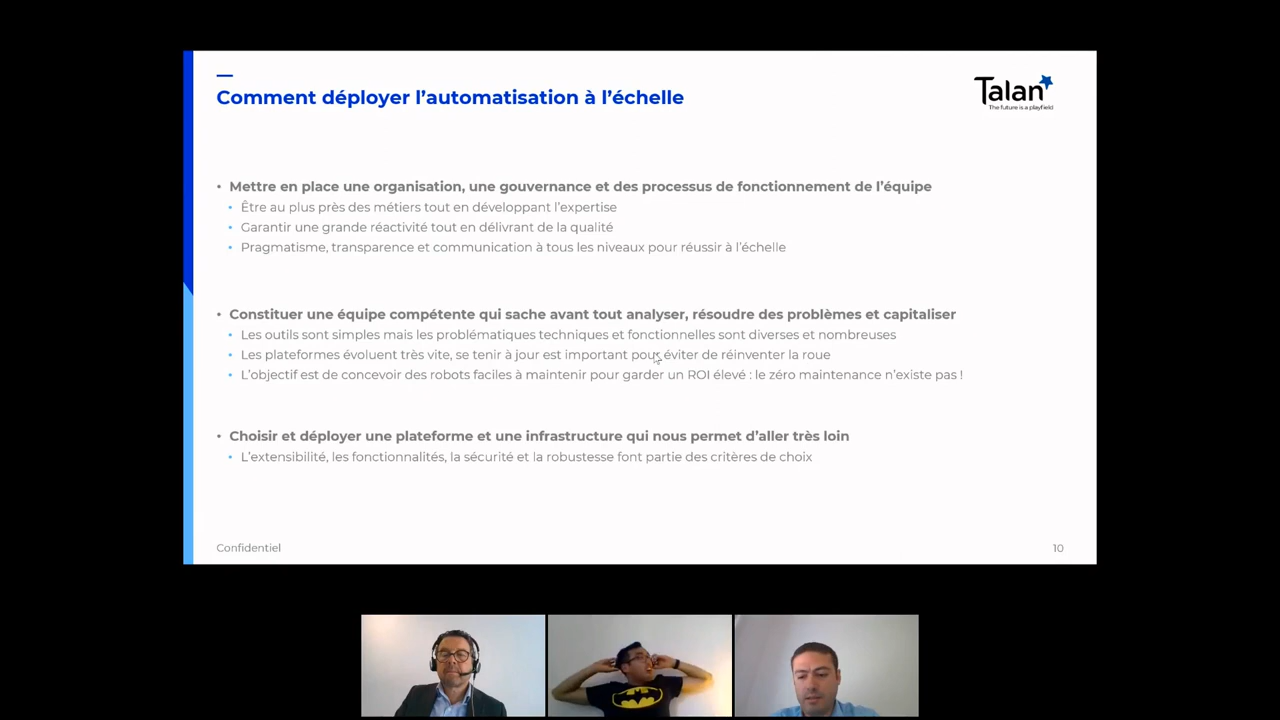 Comment déployer l'automatisation à l'échelle
Talan
The future is a playfield
• Mettre en place une organisation, une gouvernance et des processus de fonctionnement de l'équipe
• Être au plus près des métiers tout en développant l'expertise
• Garantir une grande réactivité tout en délivrant de la qualité
• Pragmatisme, transparence et communication à tous les niveaux pour réussir à l'échelle
• Constituer une équipe compétente qui sache avant tout analyser, résoudre des problèmes et capitaliser
• Les outils sont simples mais les problématiques techniques et fonctionnelles sont diverses et nombreuses
• Les plateformes évoluent très vite, se tenir à jour est important pour éviter de réinventer la roue
• L'objectif est de concevoir des robots faciles à maintenir pour garder un ROI élevé : le zéro maintenance n'existe pas !
• Choisir et déployer une plateforme et une infrastructure qui nous permet d'aller très loin
• L'extensibilité, les fonctionnalités, la sécurité et la robustesse font partie des critères de choix
Confidentiel
10